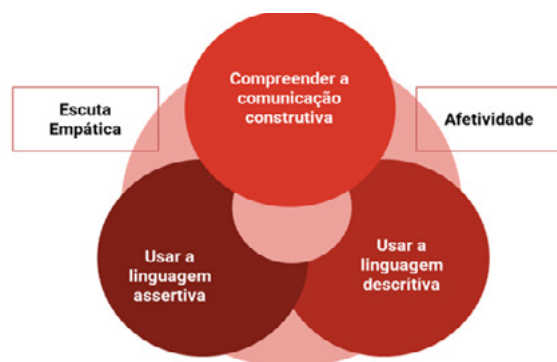 Compreender a
comunicação
construtiva
Escuta
Empática
Afetividade
Usar a
linguagem
assertiva
Usar a
linguagem
descritiva